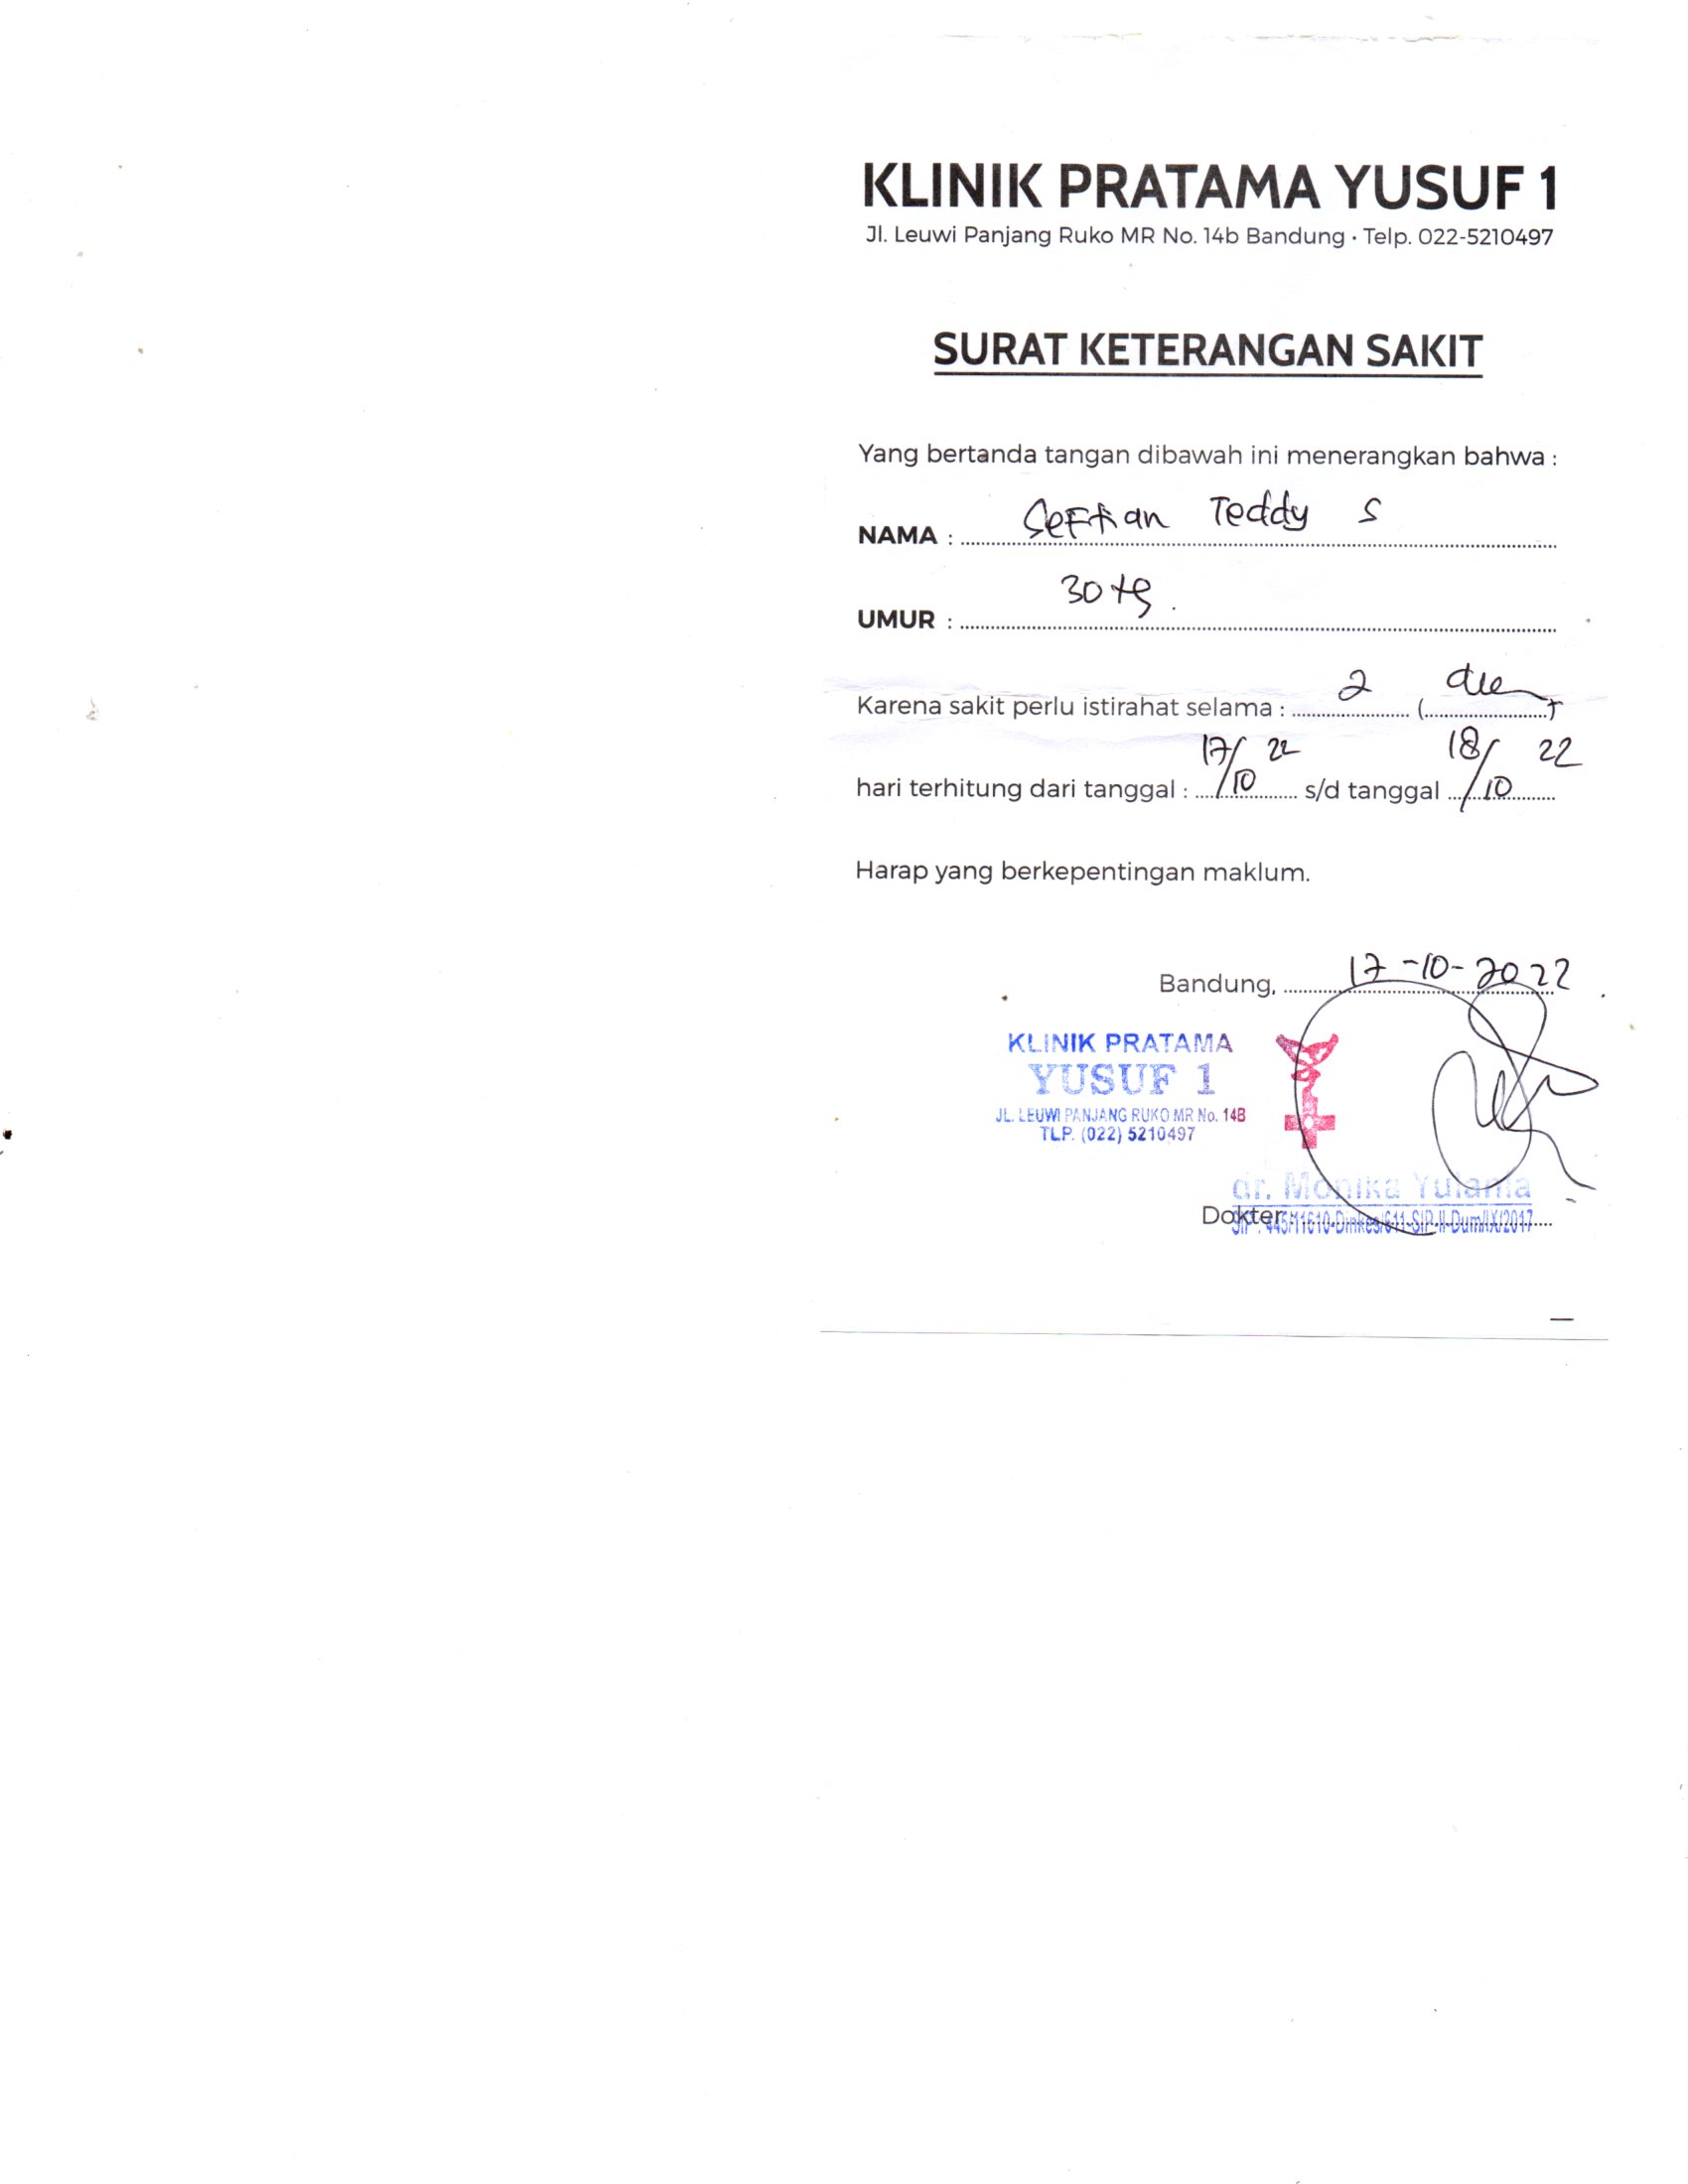 KLINIK PRATAMA YUSUF 1
Jl. Leuwi Panjang Ruko MR No. 14b Bandung • Telp. 022-5210497
SURAT KETERANGAN SAKIT
Yang bertanda tangan dibawah ini menerangkan bahwa :
NAMA : Teddy S
UMUR : 30
Karena sakit perlu istirahat selama : 2 (dua)
hari terhitung dari tanggal : 17/10 22 s/d tanggal 18/10 22
Harap yang berkepentingan maklum.
Bandung, 17-10-2022
KLINIK PRATAMA
YUSUF 1
JL. LEUWI PANJANG RUKO MR No. 14B
TLP. (022) 5210497
dr. Monika Yulania
Dokter
SIP : 445/11610-Dinkes/611-SIP-II-Dum/IX/2017